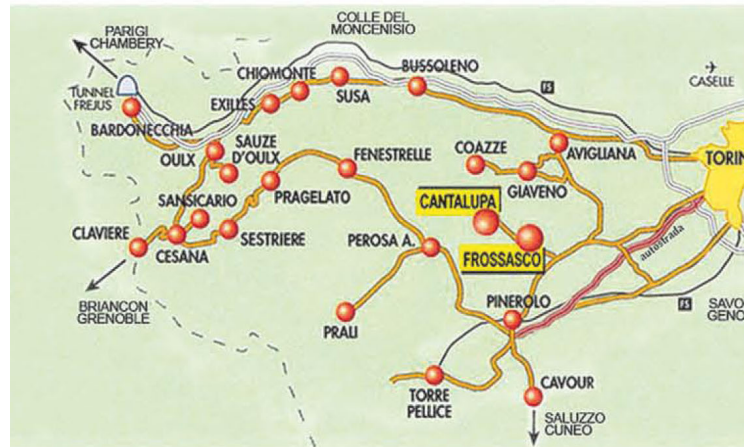 COLLE DEL
MONCENISIO
PARIGI
CHAMBERY
TUNNEL
FREJUS
BARDONECCHIA
CHIOMONTE
EXILLES
SUSA
BUSSOLENO
FS
CASELLE
OULX
SAUZE
D'OULX
FENESTRELLE
COAZZE
AVIGLIANA
TORIN
GIAVENO
SANSICARIO
PRAGELATO
CANTALUPA
CLAVIERE
CESANA
SESTRIERE
PEROSA A.
FROSSASCO
autostrada
BRIANCON
GRENOBLE
PRALI
PINEROLO
FS
SAVO
GENO
TORRE
PELLICE
CAVOUR
SALUZZO
CUNEO